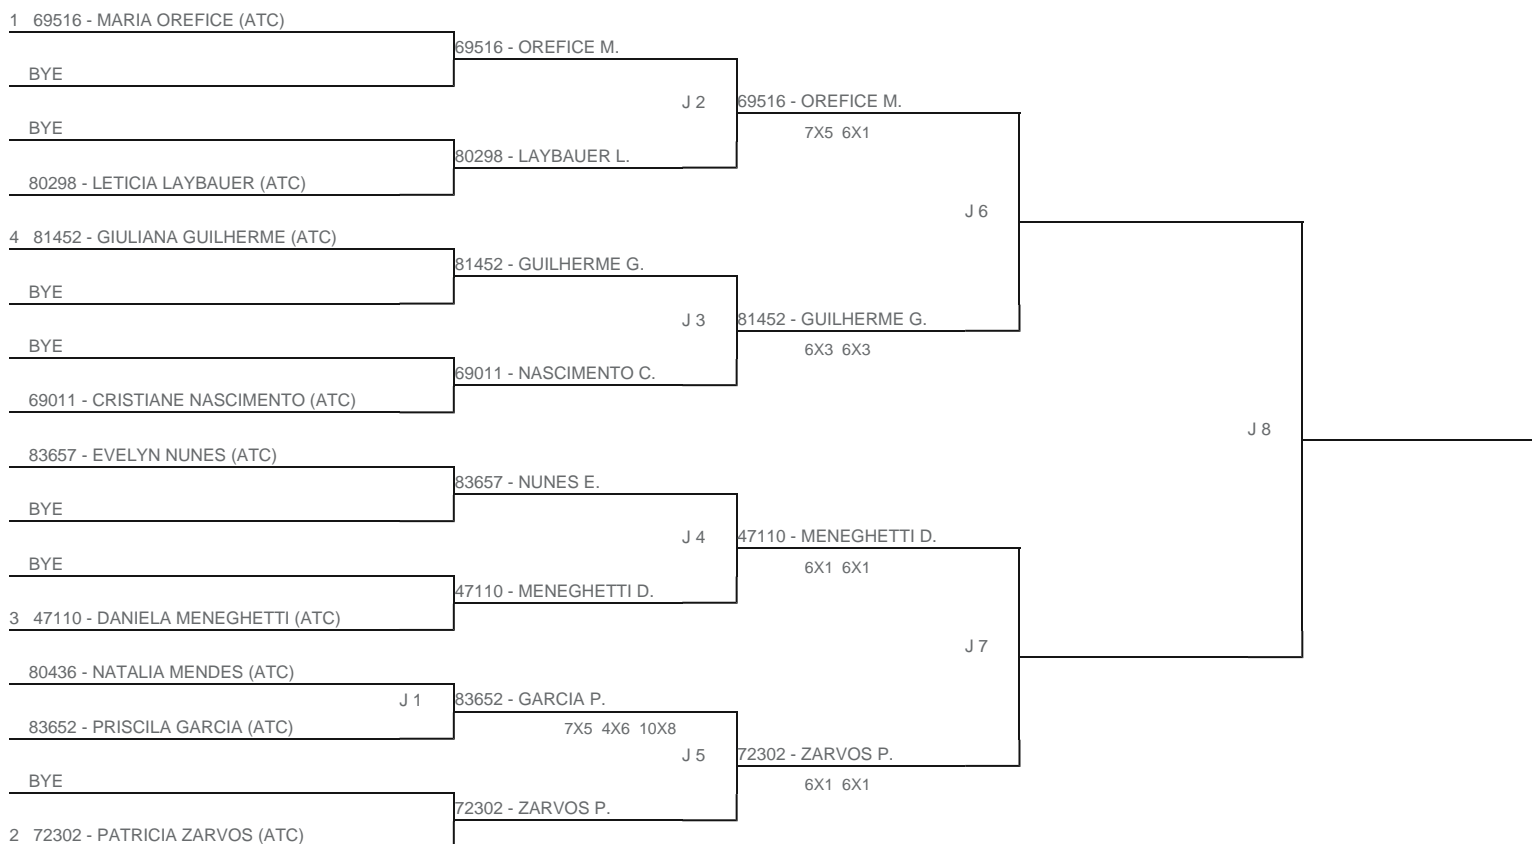 1 69516 - MARIA OREFICE (ATC)
69516 - OREFICE M.
BYE
J 2
69516 - OREFICE M.
7X5 6X1
BYE
80298 - LAYBAUER L.
80298 - LETICIA LAYBAUER (ATC)
J 6
4 81452 - GIULIANA GUILHERME (ATC)
81452 - GUILHERME G.
BYE
J 3
81452 - GUILHERME G.
6X3 6X3
BYE
69011 - NASCIMENTO C.
69011 - CRISTIANE NASCIMENTO (ATC)
J 8
83657 - EVELYN NUNES (ATC)
83657 - NUNES E.
BYE
J 4
47110 - MENEGHETTI D.
6X1 6X1
BYE
47110 - MENEGHETTI D.
3 47110 - DANIELA MENEGHETTI (ATC)
J 7
80436 - NATALIA MENDES (ATC)
J 1
83652 - GARCIA P.
83652 - PRISCILA GARCIA (ATC)
7X5 4X6 10X8
J 5
72302 - ZARVOS P.
6X1 6X1
BYE
72302 - ZARVOS P.
2 72302 - PATRICIA ZARVOS (ATC)